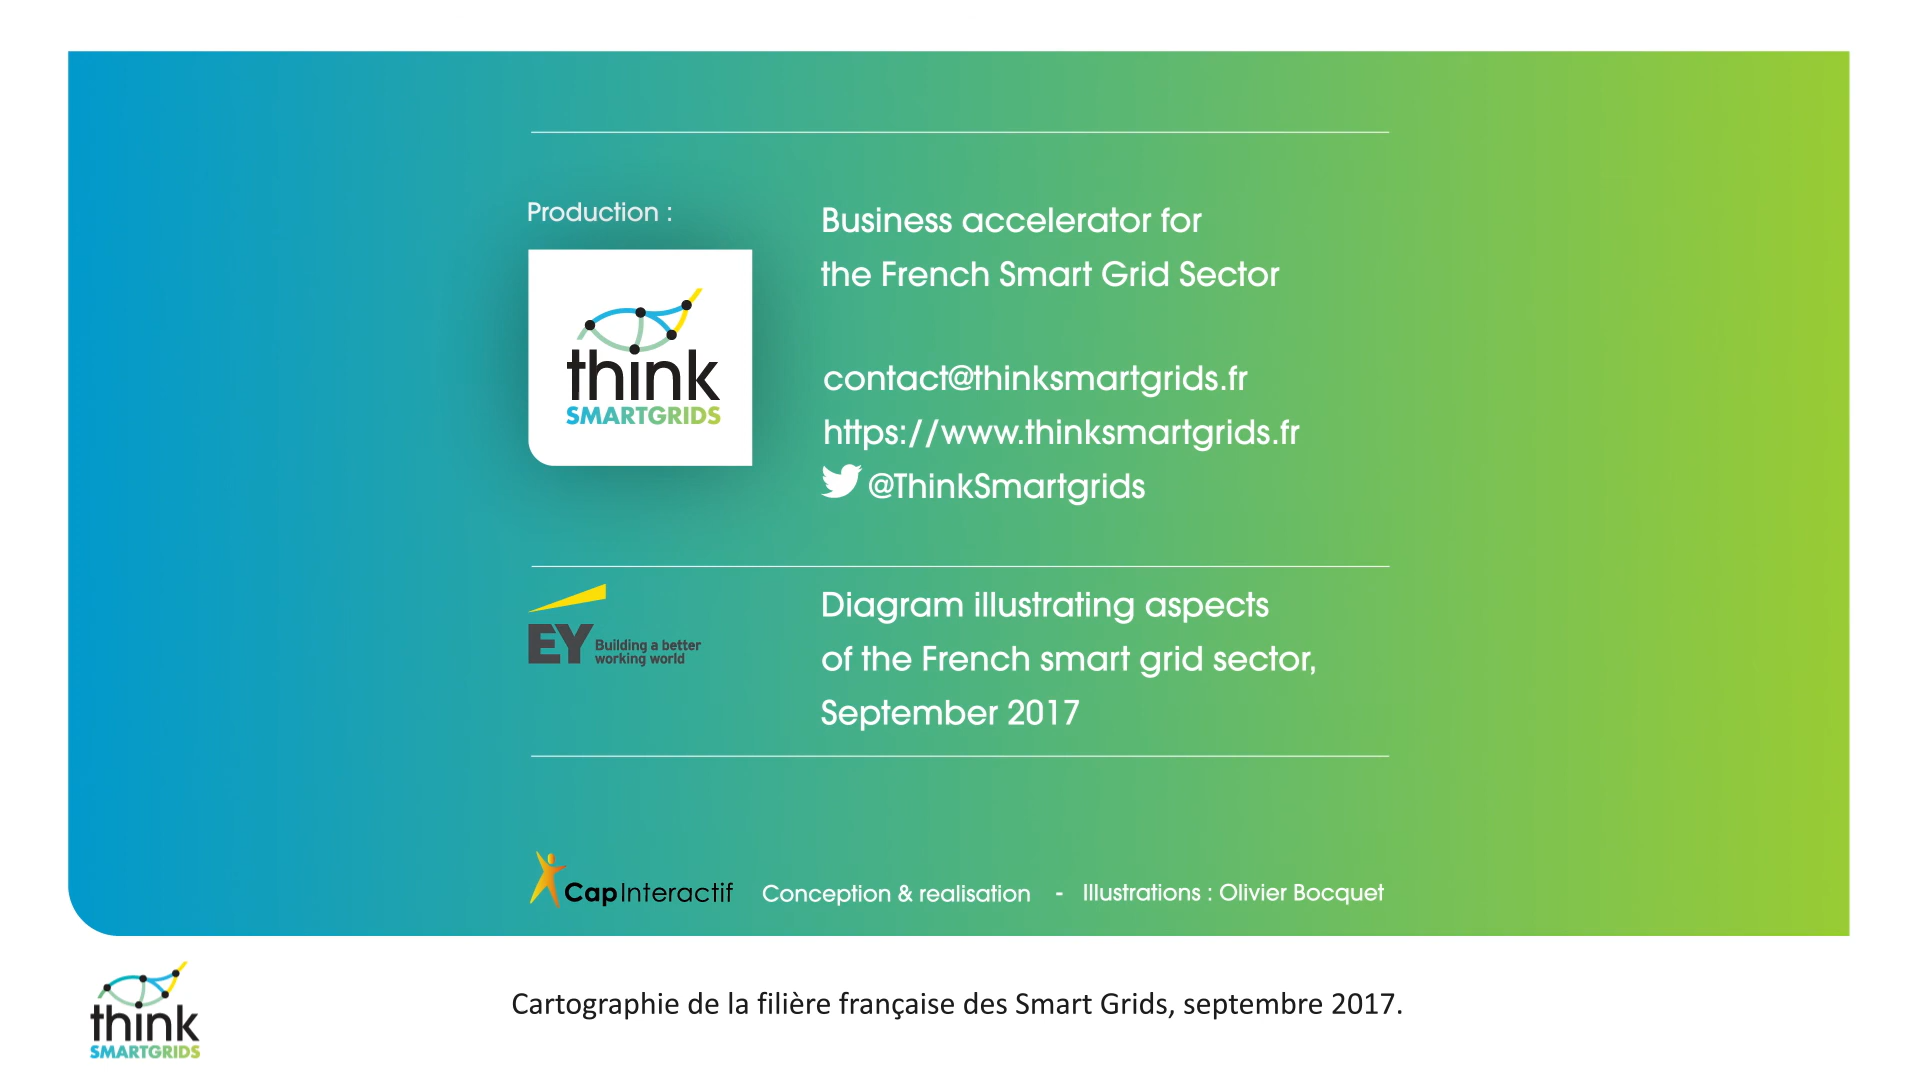 Production :
think
SMARTGRIDS
Business accelerator for
the French Smart Grid Sector
contact@thinksmartgrids.fr
https://www.thinksmartgrids.fr
@ThinkSmartgrids
EY Building a better
working world
Diagram illustrating aspects
of the French smart grid sector,
September 2017
CapInteractif Conception & realisation - Illustrations : Olivier Bocquet
think
SMARTGRIDS
Cartographie de la filière française des Smart Grids, septembre 2017.